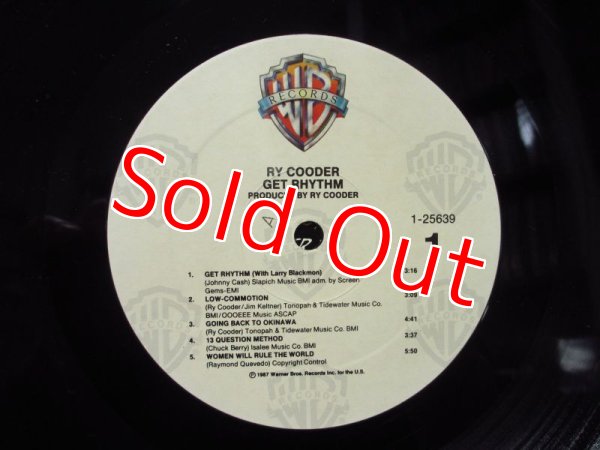 WB
RECORDS
RY COODER
GET RHYTHM
PRODUCED BY RY COODER
A
1-25639
1
Sold Out
1. GET RHYTHM (With Larry Blackmon) 3:16
(Johnny Cash) Slapich Music BMI adm. by Screen
Gems-EMI
2. LOW-COMMOTION 3:09
(Ry Cooder/Jim Keltner) Tonopah & Tidewater Music Co.
BMI/OOOEEE Music ASCAP
3. GOING BACK TO OKINAWA 4:41
(Ry Cooder) Tonopah & Tidewater Music Co. BMI
4. 13 QUESTION METHOD 3:37
(Chuck Berry) Isalee Music Co. BMI
5. WOMEN WILL RULE THE WORLD 5:50
(Raymond Quevedo) Copyright Control
℗ 1987 Warner Bros. Records Inc. for the U.S.